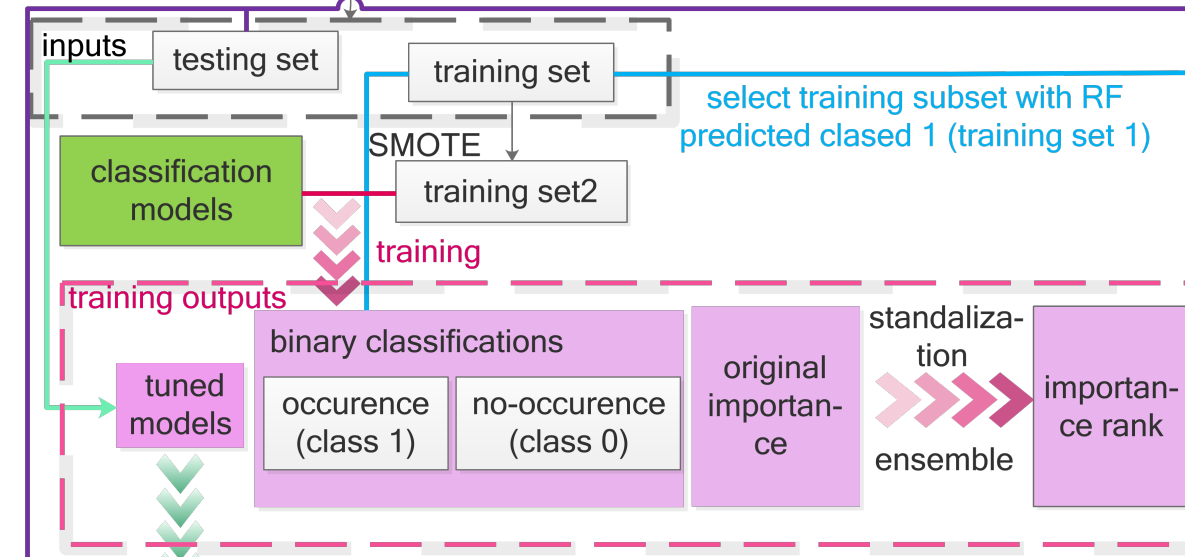 inputs
testing set
training set
select training subset with RF
predicted clased 1 (training set 1)
SMOTE
classification
models
training set2
training
training outputs
binary classifications
occurence
(class 1)
no-occurence
(class 0)
tuned
models
original
importan-
ce
standaliza-
tion
ensemble
importan-
ce rank